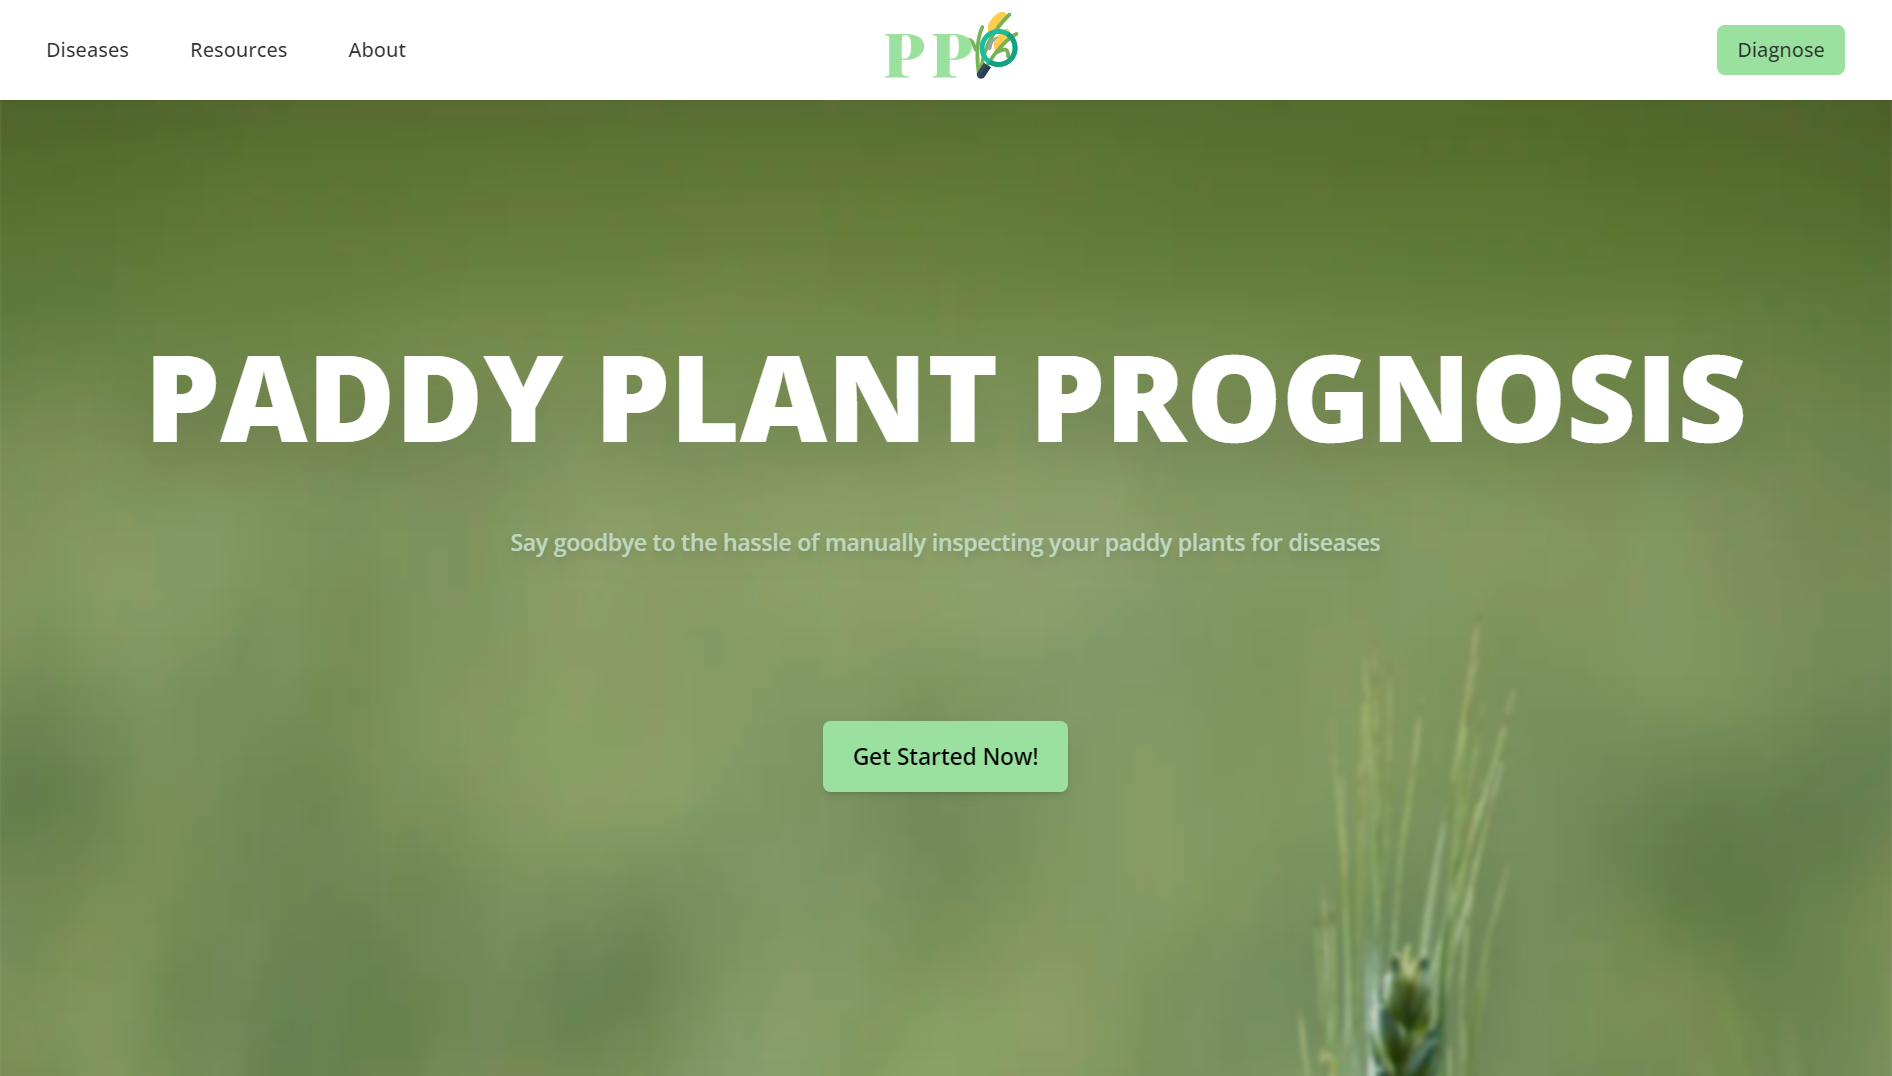 Diseases
Resources
About
PP
Diagnose
PADDY PLANT PROGNOSIS
Say goodbye to the hassle of manually inspecting your paddy plants for diseases
Get Started Now!